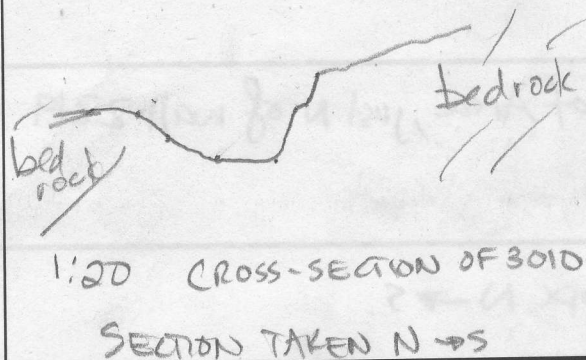 bedrock
bed
rock
1:20 CROSS-SECTION OF 3010
SECTION TAKEN N → S